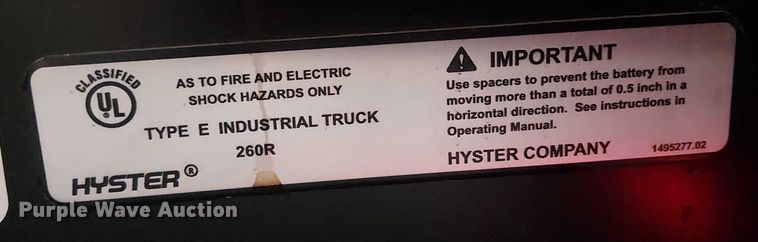 CLASSIFIED
UL
®
AS TO FIRE AND ELECTRIC
SHOCK HAZARDS ONLY
TYPE E INDUSTRIAL TRUCK
260R
HYSTER®
IMPORTANT
Use spacers to prevent the battery from
moving more than a total of 0.5 inch in a
horizontal direction. See instructions in
Operating Manual.
HYSTER COMPANY 1495277.02
Purple Wave Auction